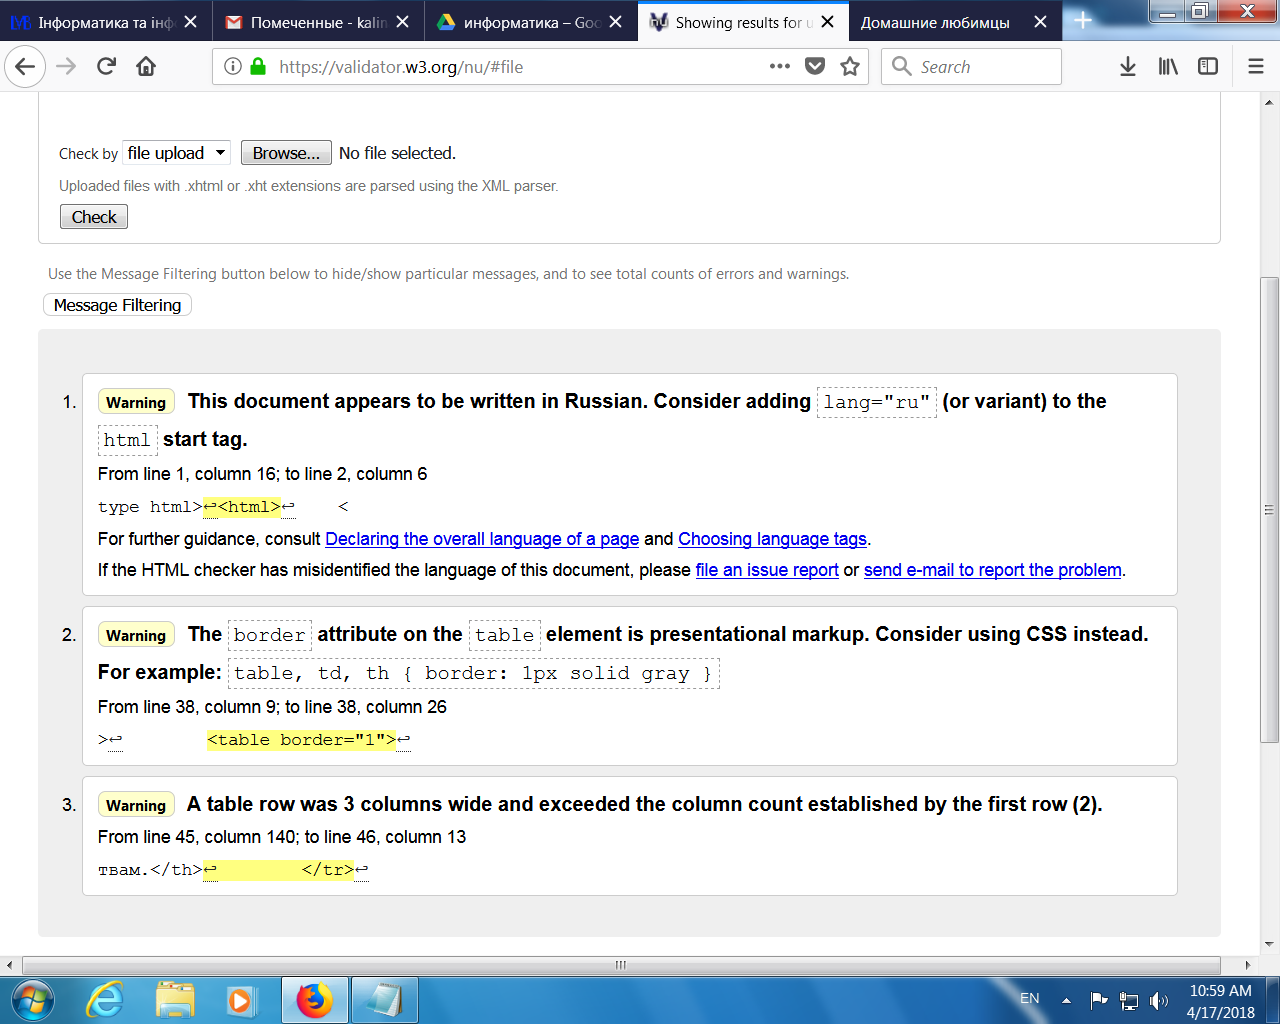 Інформатика та інфо
Помеченные - kalin
информатика – Goo
Showing results for u
Домашние любимцы
https://validator.w3.org/nu/#file
Search
Check by file upload Browse... No file selected.
Uploaded files with .xhtml or .xht extensions are parsed using the XML parser.
Check
Use the Message Filtering button below to hide/show particular messages, and to see total counts of errors and warnings.
Message Filtering
1. Warning This document appears to be written in Russian. Consider adding lang="ru" (or variant) to the
html start tag.
From line 1, column 16; to line 2, column 6
type html>↩<html>↩ <
For further guidance, consult Declaring the overall language of a page and Choosing language tags.
If the HTML checker has misidentified the language of this document, please file an issue report or send e-mail to report the problem.
2. Warning The border attribute on the table element is presentational markup. Consider using CSS instead.
For example: table, td, th { border: 1px solid gray }
From line 38, column 9; to line 38, column 26
>↩ <table border="1">↩
3. Warning A table row was 3 columns wide and exceeded the column count established by the first row (2).
From line 45, column 140; to line 46, column 13
твам.</th>↩ </tr>↩
EN
10:59 AM
4/17/2018